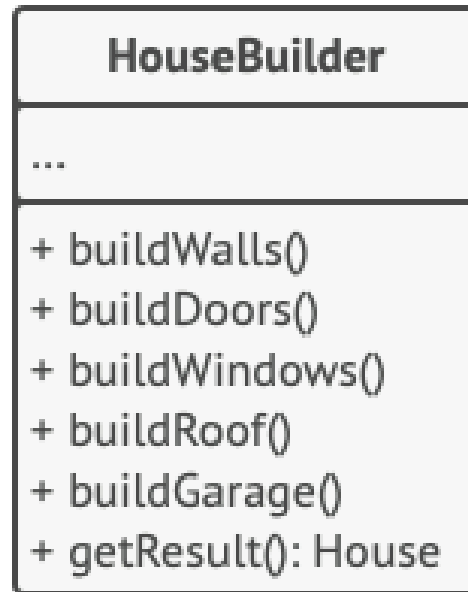 HouseBuilder
...
+ buildWalls()
+ buildDoors()
+ buildWindows()
+ buildRoof()
+ buildGarage()
+ getResult(): House